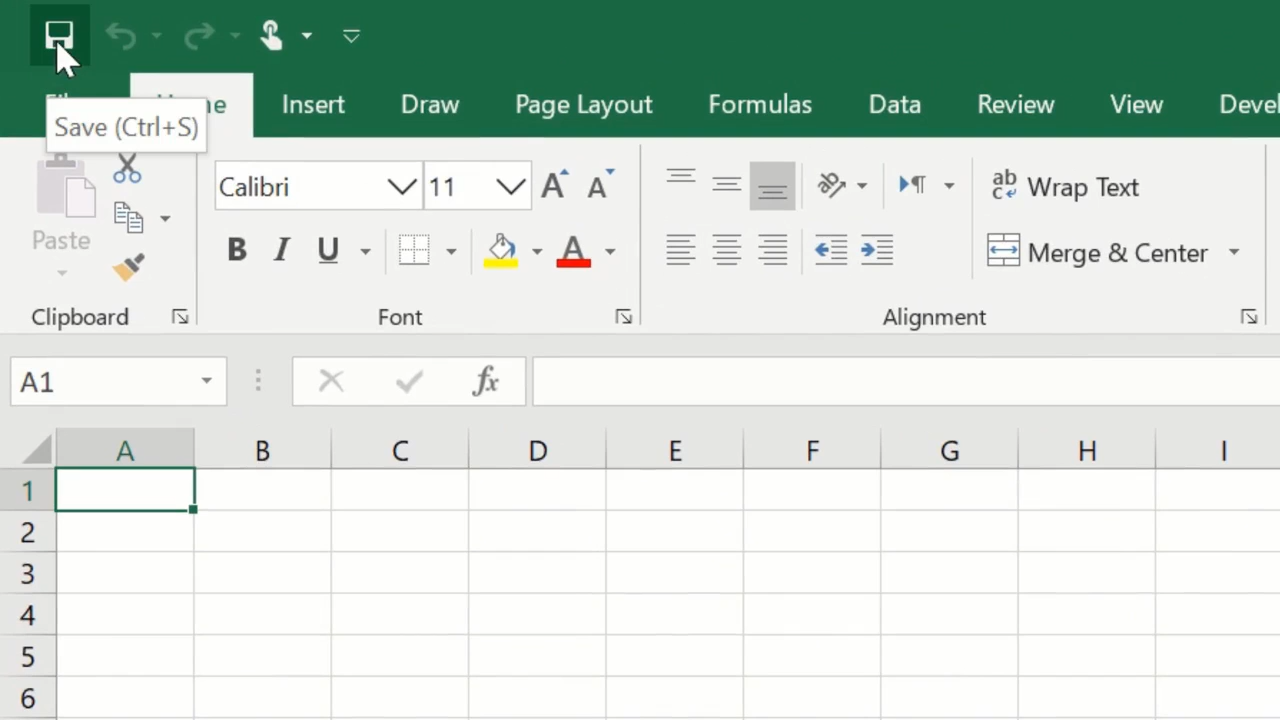 Insert Draw Page Layout Formulas Data Review View
Save (Ctrl+S)
Calibri 11 Wrap Text
Paste B I U A Merge & Center
Clipboard Font Alignment
A1 fx
A B C D E F G H I
1
2
3
4
5
6